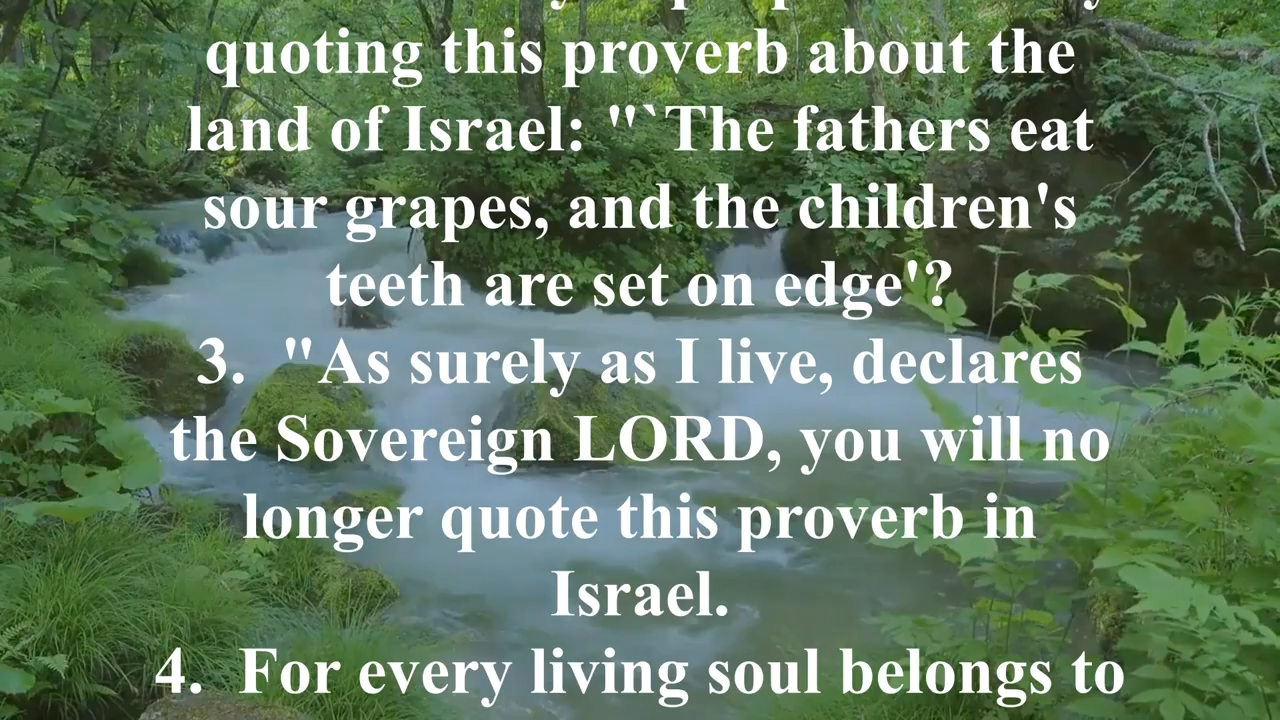 quoting this proverb about the
land of Israel: "`The fathers eat
sour grapes, and the children's
teeth are set on edge'?
3.  "As surely as I live, declares
the Sovereign LORD, you will no
longer quote this proverb in
Israel.
4.  For every living soul belongs to